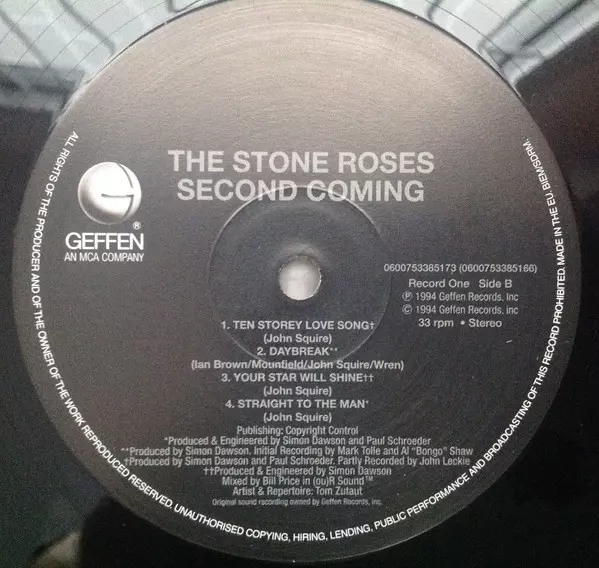 THE STONE ROSES
SECOND COMING
G
®
GEFFEN
AN MCA COMPANY
0600753385173 (0600753385166)
Record One Side B
℗ 1994 Geffen Records, Inc
© 1994 Geffen Records, inc
33 rpm • Stereo
1. TEN STOREY LOVE SONG†
(John Squire)
2. DAYBREAK**
(Ian Brown/Mounfield/John Squire/Wren)
3. YOUR STAR WILL SHINE††
(John Squire)
4. STRAIGHT TO THE MAN*
(John Squire)
Publishing: Copyright Control
*Produced & Engineered by Simon Dawson and Paul Schroeder
**Produced by Simon Dawson. Initial Recording by Mark Tolle and Al "Bongo" Shaw
†Produced by Simon Dawson and Paul Schroeder. Partly Recorded by John Leckie
††Produced & Engineered by Simon Dawson
Mixed by Bill Price in (ou)R Sound™
Artist & Repertoire: Tom Zutaut
Original sound recording owned by Geffen Records, Inc.
ALL RIGHTS OF THE PRODUCER AND OF THE OWNER OF THE WORK REPRODUCED RESERVED. UNAUTHORISED COPYING, HIRING, LENDING, PUBLIC PERFORMANCE AND BROADCASTING OF THIS RECORD PROHIBITED. MADE IN THE EU. BIEM/SDRM.